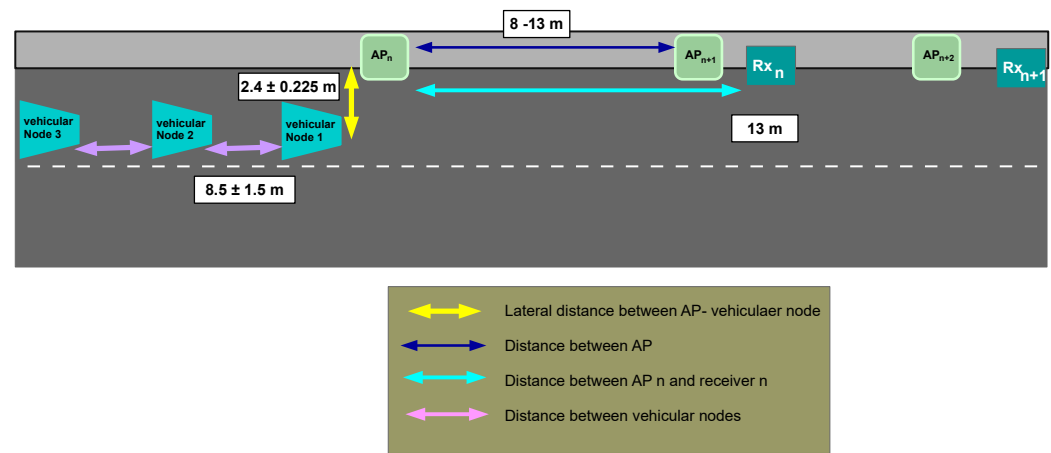 8 -13 m
APn
APn+1
Rxn
APn+2
Rxn+1
2.4 ± 0.225 m
vehicular
Node 3
vehicular
Node 2
vehicular
Node 1
13 m
8.5 ± 1.5 m
Lateral distance between AP- vehiculaer node
Distance between AP
Distance between AP n and receiver n
Distance between vehicular nodes